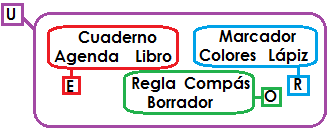 U
Cuaderno
Agenda Libro
E
Marcador
Colores Lápiz
R
Regla Compás
Borrador
O